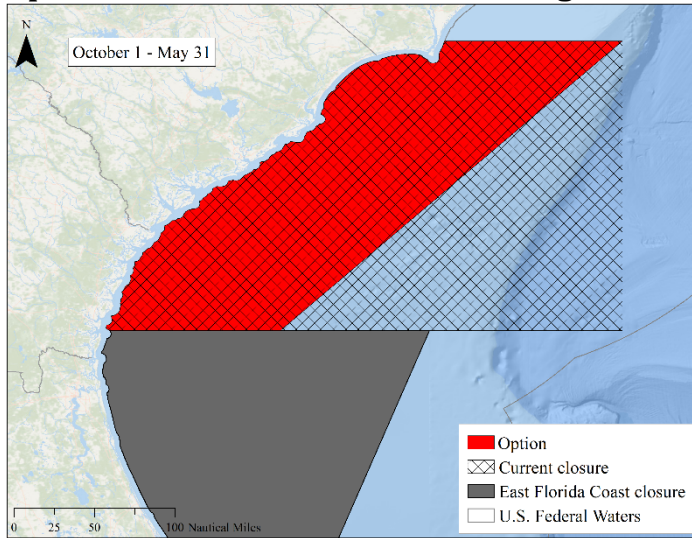 N
October 1 - May 31
Option
Current closure
East Florida Coast closure
U.S. Federal Waters
0 25 50 100 Nautical Miles